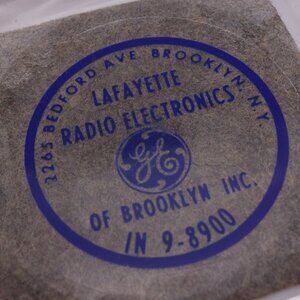 2265 BEDFORD AVE. BROOKLYN, N.Y.
LAFAYETTE
RADIO ELECTRONICS
GE
OF BROOKLYN INC.
IN 9-8900